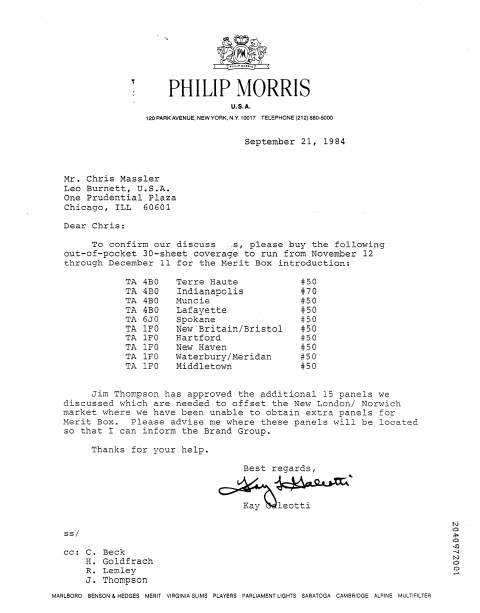 PM
PHILIP MORRIS
PHILIP MORRIS
U.S.A.
120 PARK AVENUE, NEW YORK, N.Y. 10017 TELEPHONE (212) 880-5000
September 21, 1984
Mr. Chris Massler
Leo Burnett, U.S.A.
One Prudential Plaza
Chicago, ILL 60601
Dear Chris:
To confirm our discuss s, please buy the following
out-of-pocket 30-sheet coverage to run from November 12
through December 11 for the Merit Box introduction:
TA 4B0 Terre Haute #50
TA 4B0 Indianapolis #70
TA 4B0 Muncie #50
TA 4B0 Lafayette #50
TA 6J0 Spokane #50
TA 1F0 New Britain/Bristol #50
TA 1F0 Hartford #50
TA 1F0 New Haven #50
TA 1F0 Waterbury/Meridan #50
TA 1F0 Middletown #50
Jim Thompson has approved the additional 15 panels we
discussed which are needed to offset the New London/ Norwich
market where we have been unable to obtain extra panels for
Merit Box. Please advise me where these panels will be located
so that I can inform the Brand Group.
Thanks for your help.
Best regards,
Kay L Galeotti
Kay Galeotti
ss/
cc: C. Beck
H. Goldfrach
R. Lemley
J. Thompson
2040972001
MARLBORO BENSON & HEDGES MERIT VIRGINIA SLIMS PLAYERS PARLIAMENT LIGHTS SARATOGA CAMBRIDGE ALPINE MULTIFILTER